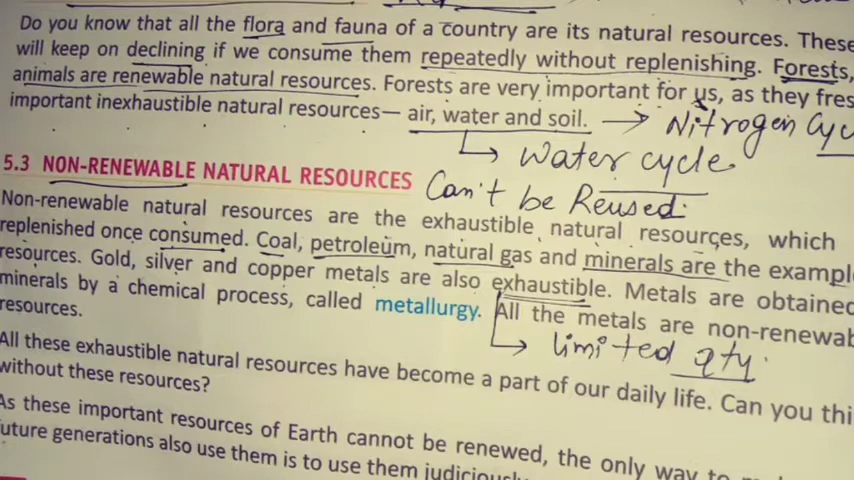 Do you know that all the flora and fauna of a country are its natural resources. These
will keep on declining if we consume them repeatedly without replenishing. Forests,
animals are renewable natural resources. Forests are very important for us, as they fres
important inexhaustible natural resources— air, water and soil. → Nitrogen Cyc
Water cycle
5.3 NON-RENEWABLE NATURAL RESOURCES
Can't be Reused
Non-renewable natural resources are the exhaustible natural resources, which
replenished once consumed. Coal, petroleum, natural gas and minerals are the exampl
resources. Gold, silver and copper metals are also exhaustible. Metals are obtained
minerals by a chemical process, called metallurgy. All the metals are non-renewab
resources.
limited qty.
All these exhaustible natural resources have become a part of our daily life. Can you thi
without these resources?
As these important resources of Earth cannot be renewed, the only way to
future generations also use them is to use them judiciously